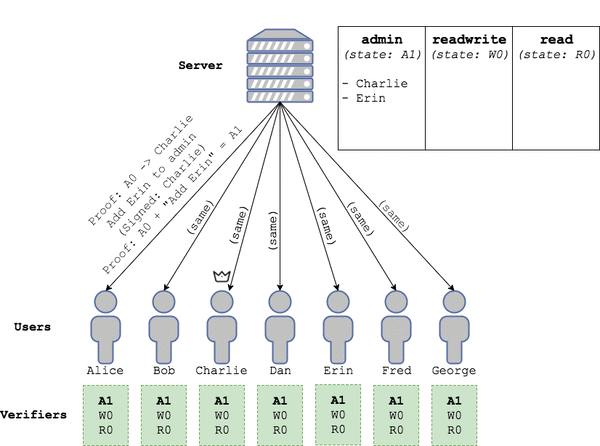 Server
admin readwrite read
(state: A1) (state: W0) (state: R0)
- Charlie
- Erin
Proof: A0 -> Charlie
Add Erin to admin
(Signed: Charlie)
Proof: A0 + "Add Erin" = A1
(same) (same) (same) (same) (same) (same)
Users
Alice Bob Charlie Dan Erin Fred George
Verifiers
A1 A1 A1 A1 A1 A1 A1
W0 W0 W0 W0 W0 W0 W0
R0 R0 R0 R0 R0 R0 R0